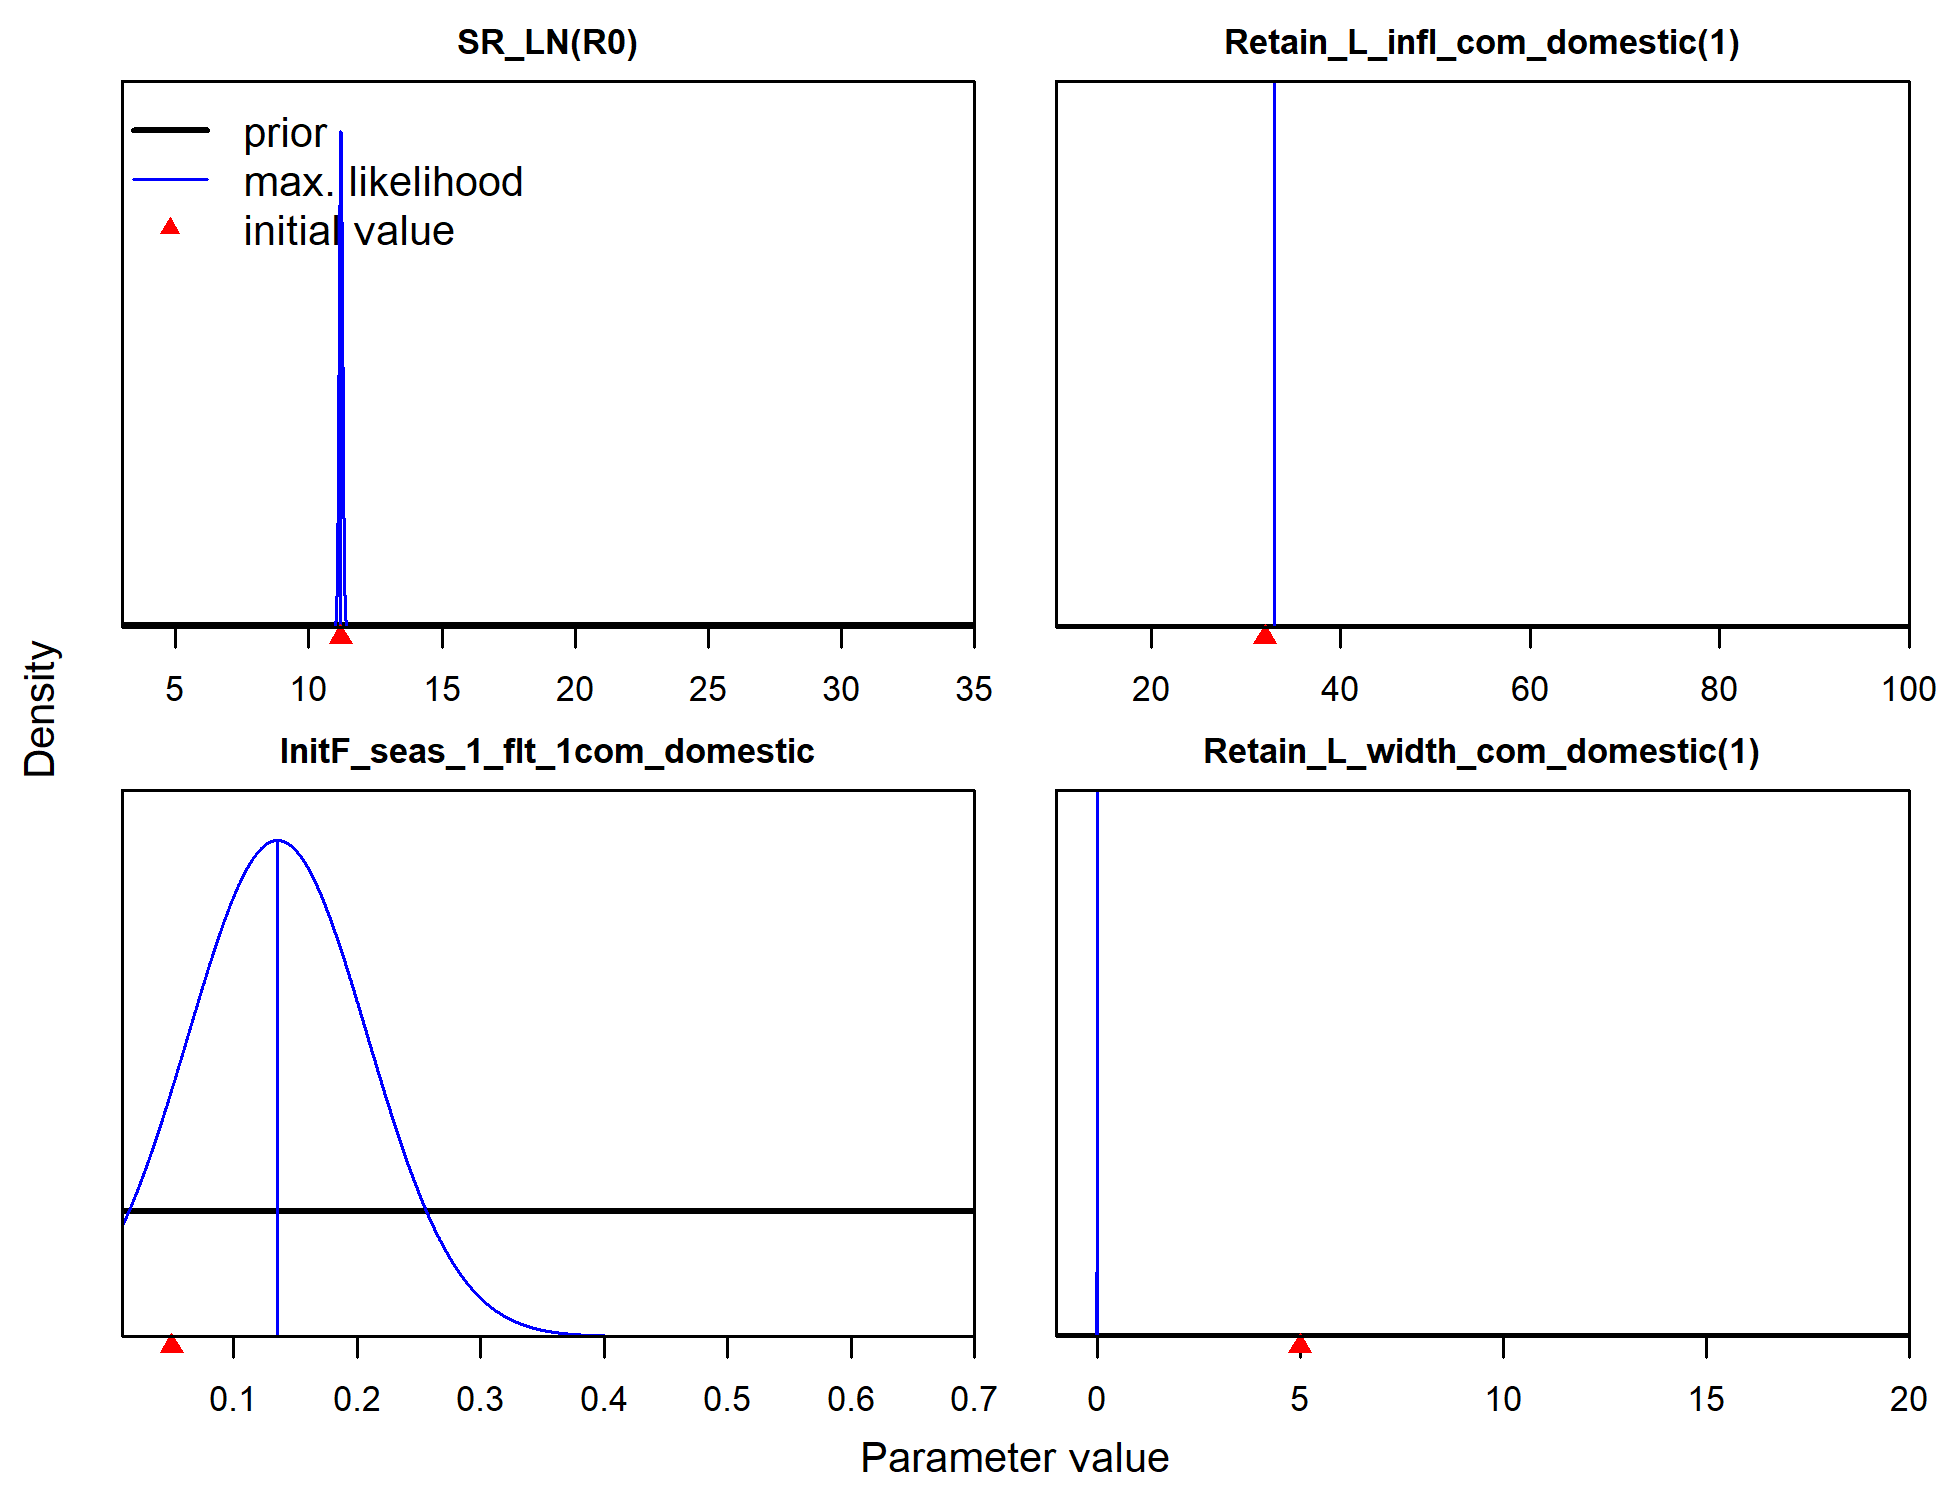 SR_LN(R0)
prior
max. likelihood
initial value
5 10 15 20 25 30 35
Retain_L_infl_com_domestic(1)
20 40 60 80 100
Density
InitF_seas_1_flt_1com_domestic
0.1 0.2 0.3 0.4 0.5 0.6 0.7
Retain_L_width_com_domestic(1)
0 5 10 15 20
Parameter value